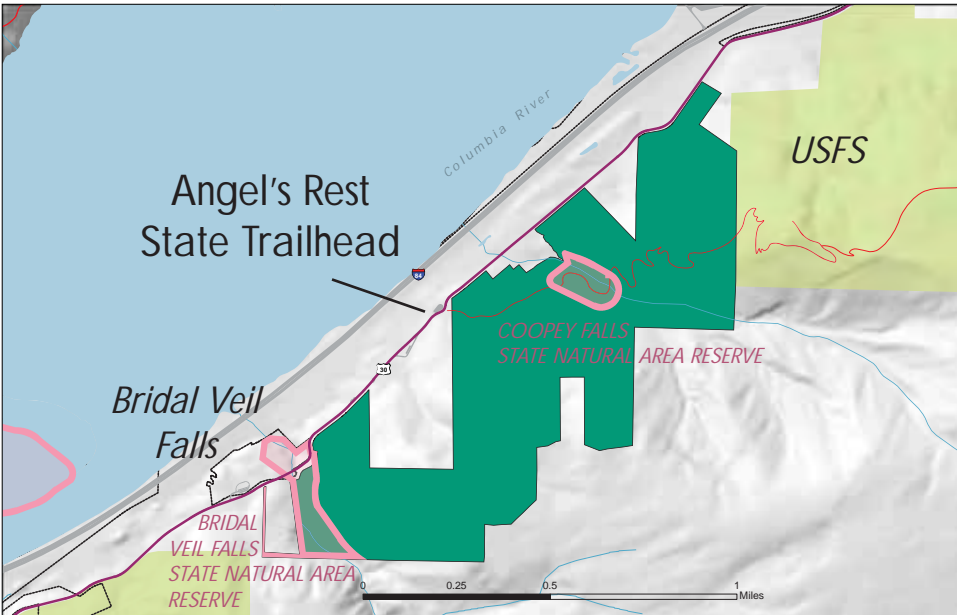 Columbia River
USFS
Angel's Rest
State Trailhead
84
COOPEY FALLS
STATE NATURAL AREA RESERVE
30
Bridal Veil
Falls
BRIDAL
VEIL FALLS
STATE NATURAL AREA
RESERVE
0 0.25 0.5 1
Miles